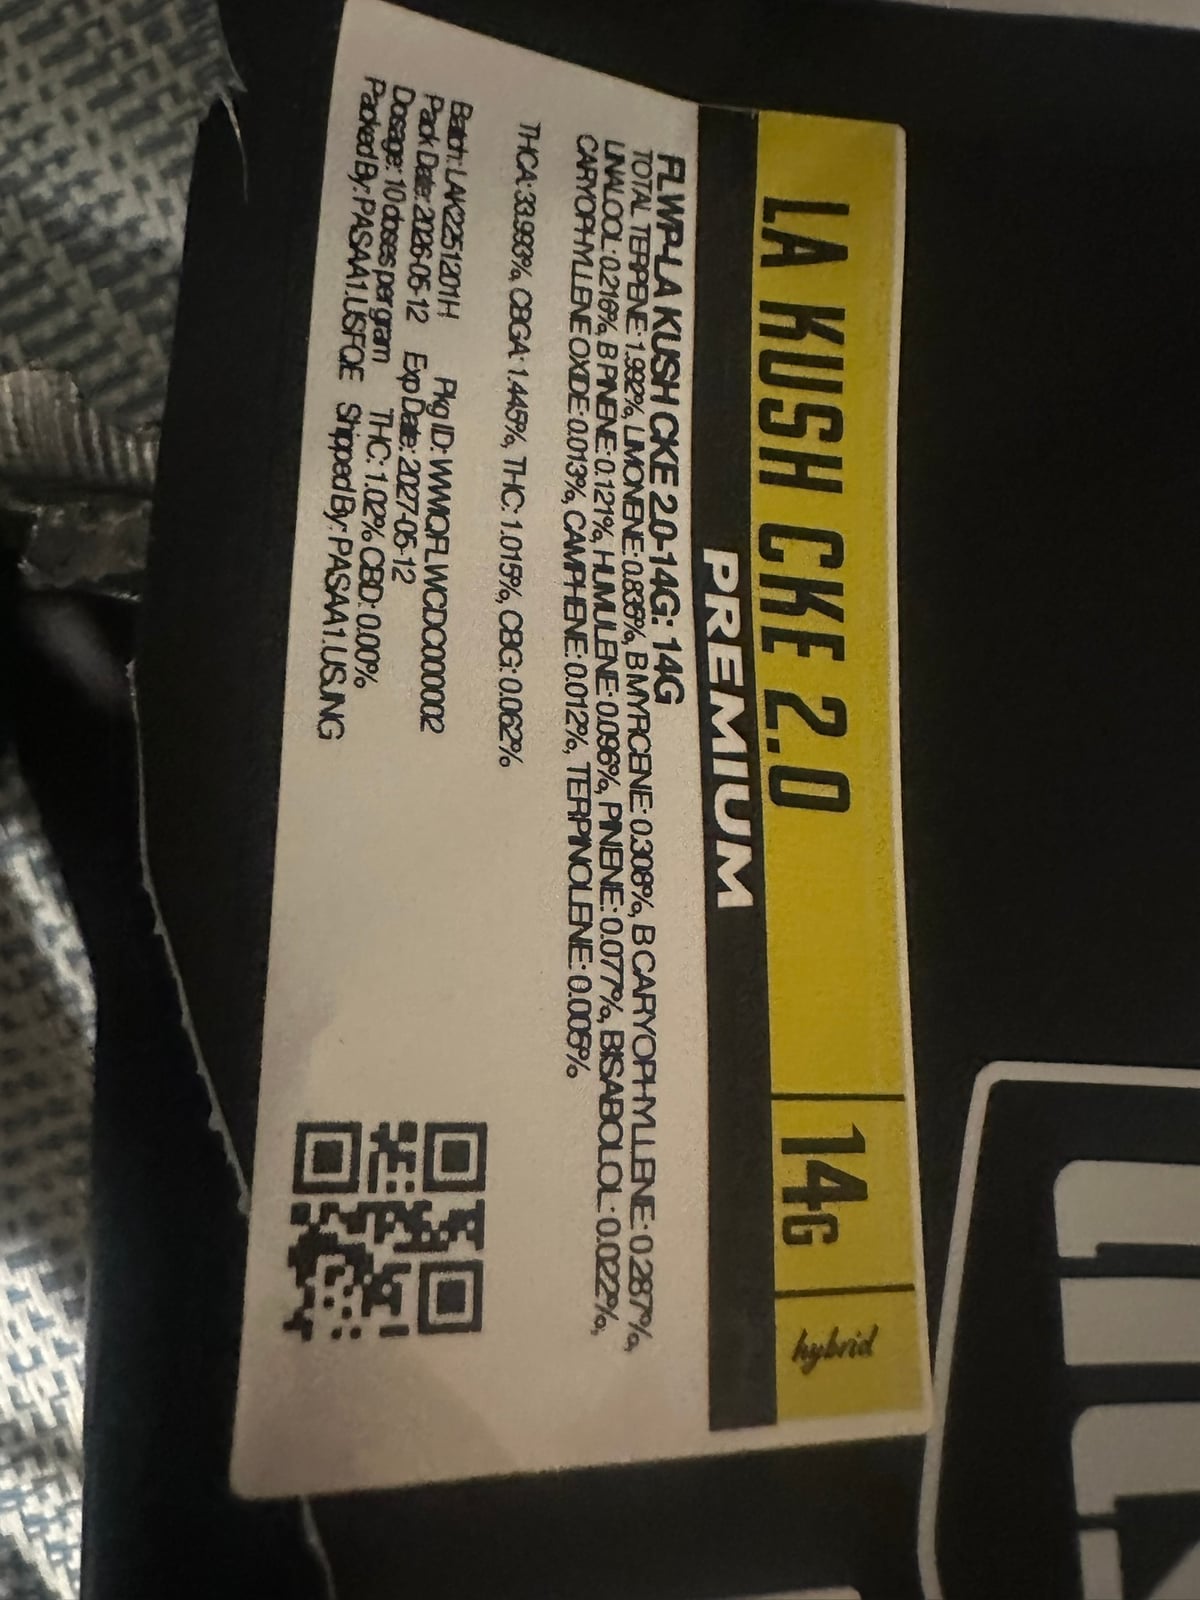 LA KUSH CKE 2.0
14G
hybrid
PREMIUM
FLWP-LA KUSH CKE 2.0-14G: 14G
TOTAL TERPENE: 1.992%, LIMONENE: 0.835%, B MYRCENE: 0.308%, B CARYOPHYLLENE: 0.287%,
LINALOOL: 0.216%, B PINENE: 0.121%, HUMULENE: 0.096%, PINENE: 0.077%, BISABOLOL: 0.022%,
CARYOPHYLLENE OXIDE: 0.013%, CAMPHENE: 0.012%, TERPINOLENE: 0.005%
THCA: 33.993%, CBGA: 1.445%, THC: 1.015%, CBG: 0.062%
Batch: LAK2251201H Pkg ID: WMQFLWCDC000002
Pack Date: 2026-05-12 Exp Date: 2027-05-12
Dosage: 10 doses per gram THC: 1.02% CBD: 0.00%
Packed By: PASAA1.USFQE Shipped By: PASAA1.USJNG